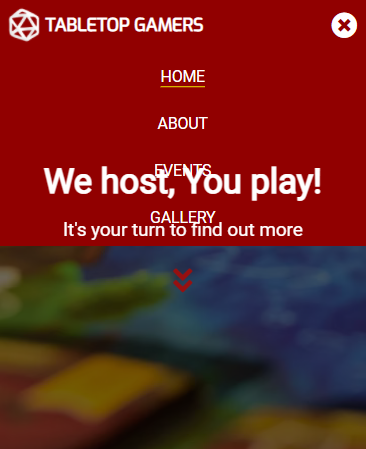 TABLETOP GAMERS
HOME
ABOUT
EVENTS
We host, You play!
GALLERY
It's your turn to find out more